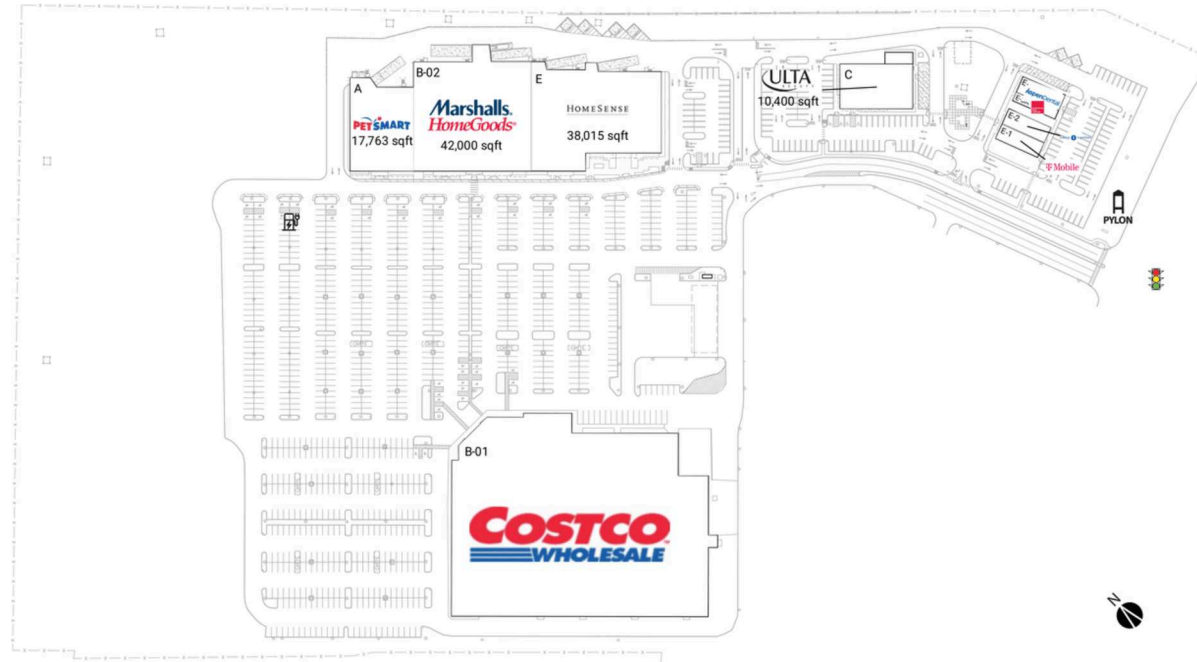 A
PETSMART
17,763 sqft
B-02
Marshalls.
HomeGoods
42,000 sqft
E
HOMESENSE
38,015 sqft
ULTA
10,400 sqft
C
E-
AspenDental
E-2
E-1
T Mobile
PYLON
B-01
COSTCO
WHOLESALE
N